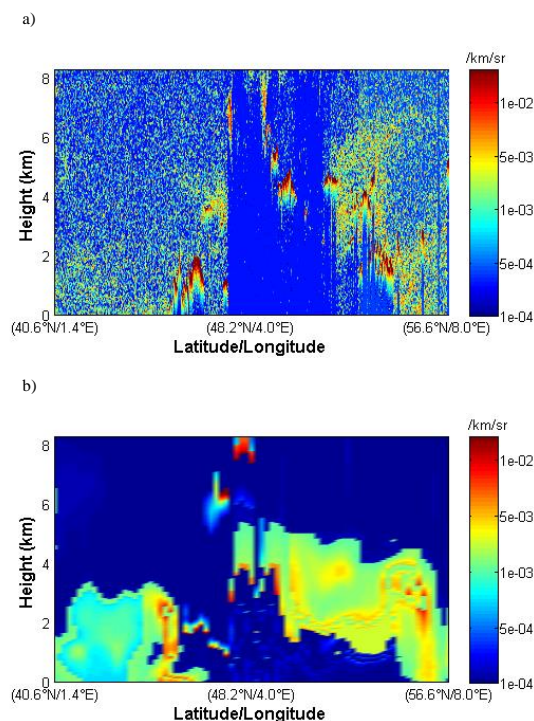 a)
/km/sr
8
6
4
2
0
Height (km)
1e-02
5e-03
1e-03
5e-04
1e-04
(40.6°N/1.4°E)
(48.2°N/4.0°E)
(56.6°N/8.0°E)
Latitude/Longitude
b)
/km/sr
8
6
4
2
0
Height (km)
1e-02
5e-03
1e-03
5e-04
1e-04
(40.6°N/1.4°E)
(48.2°N/4.0°E)
(56.6°N/8.0°E)
Latitude/Longitude